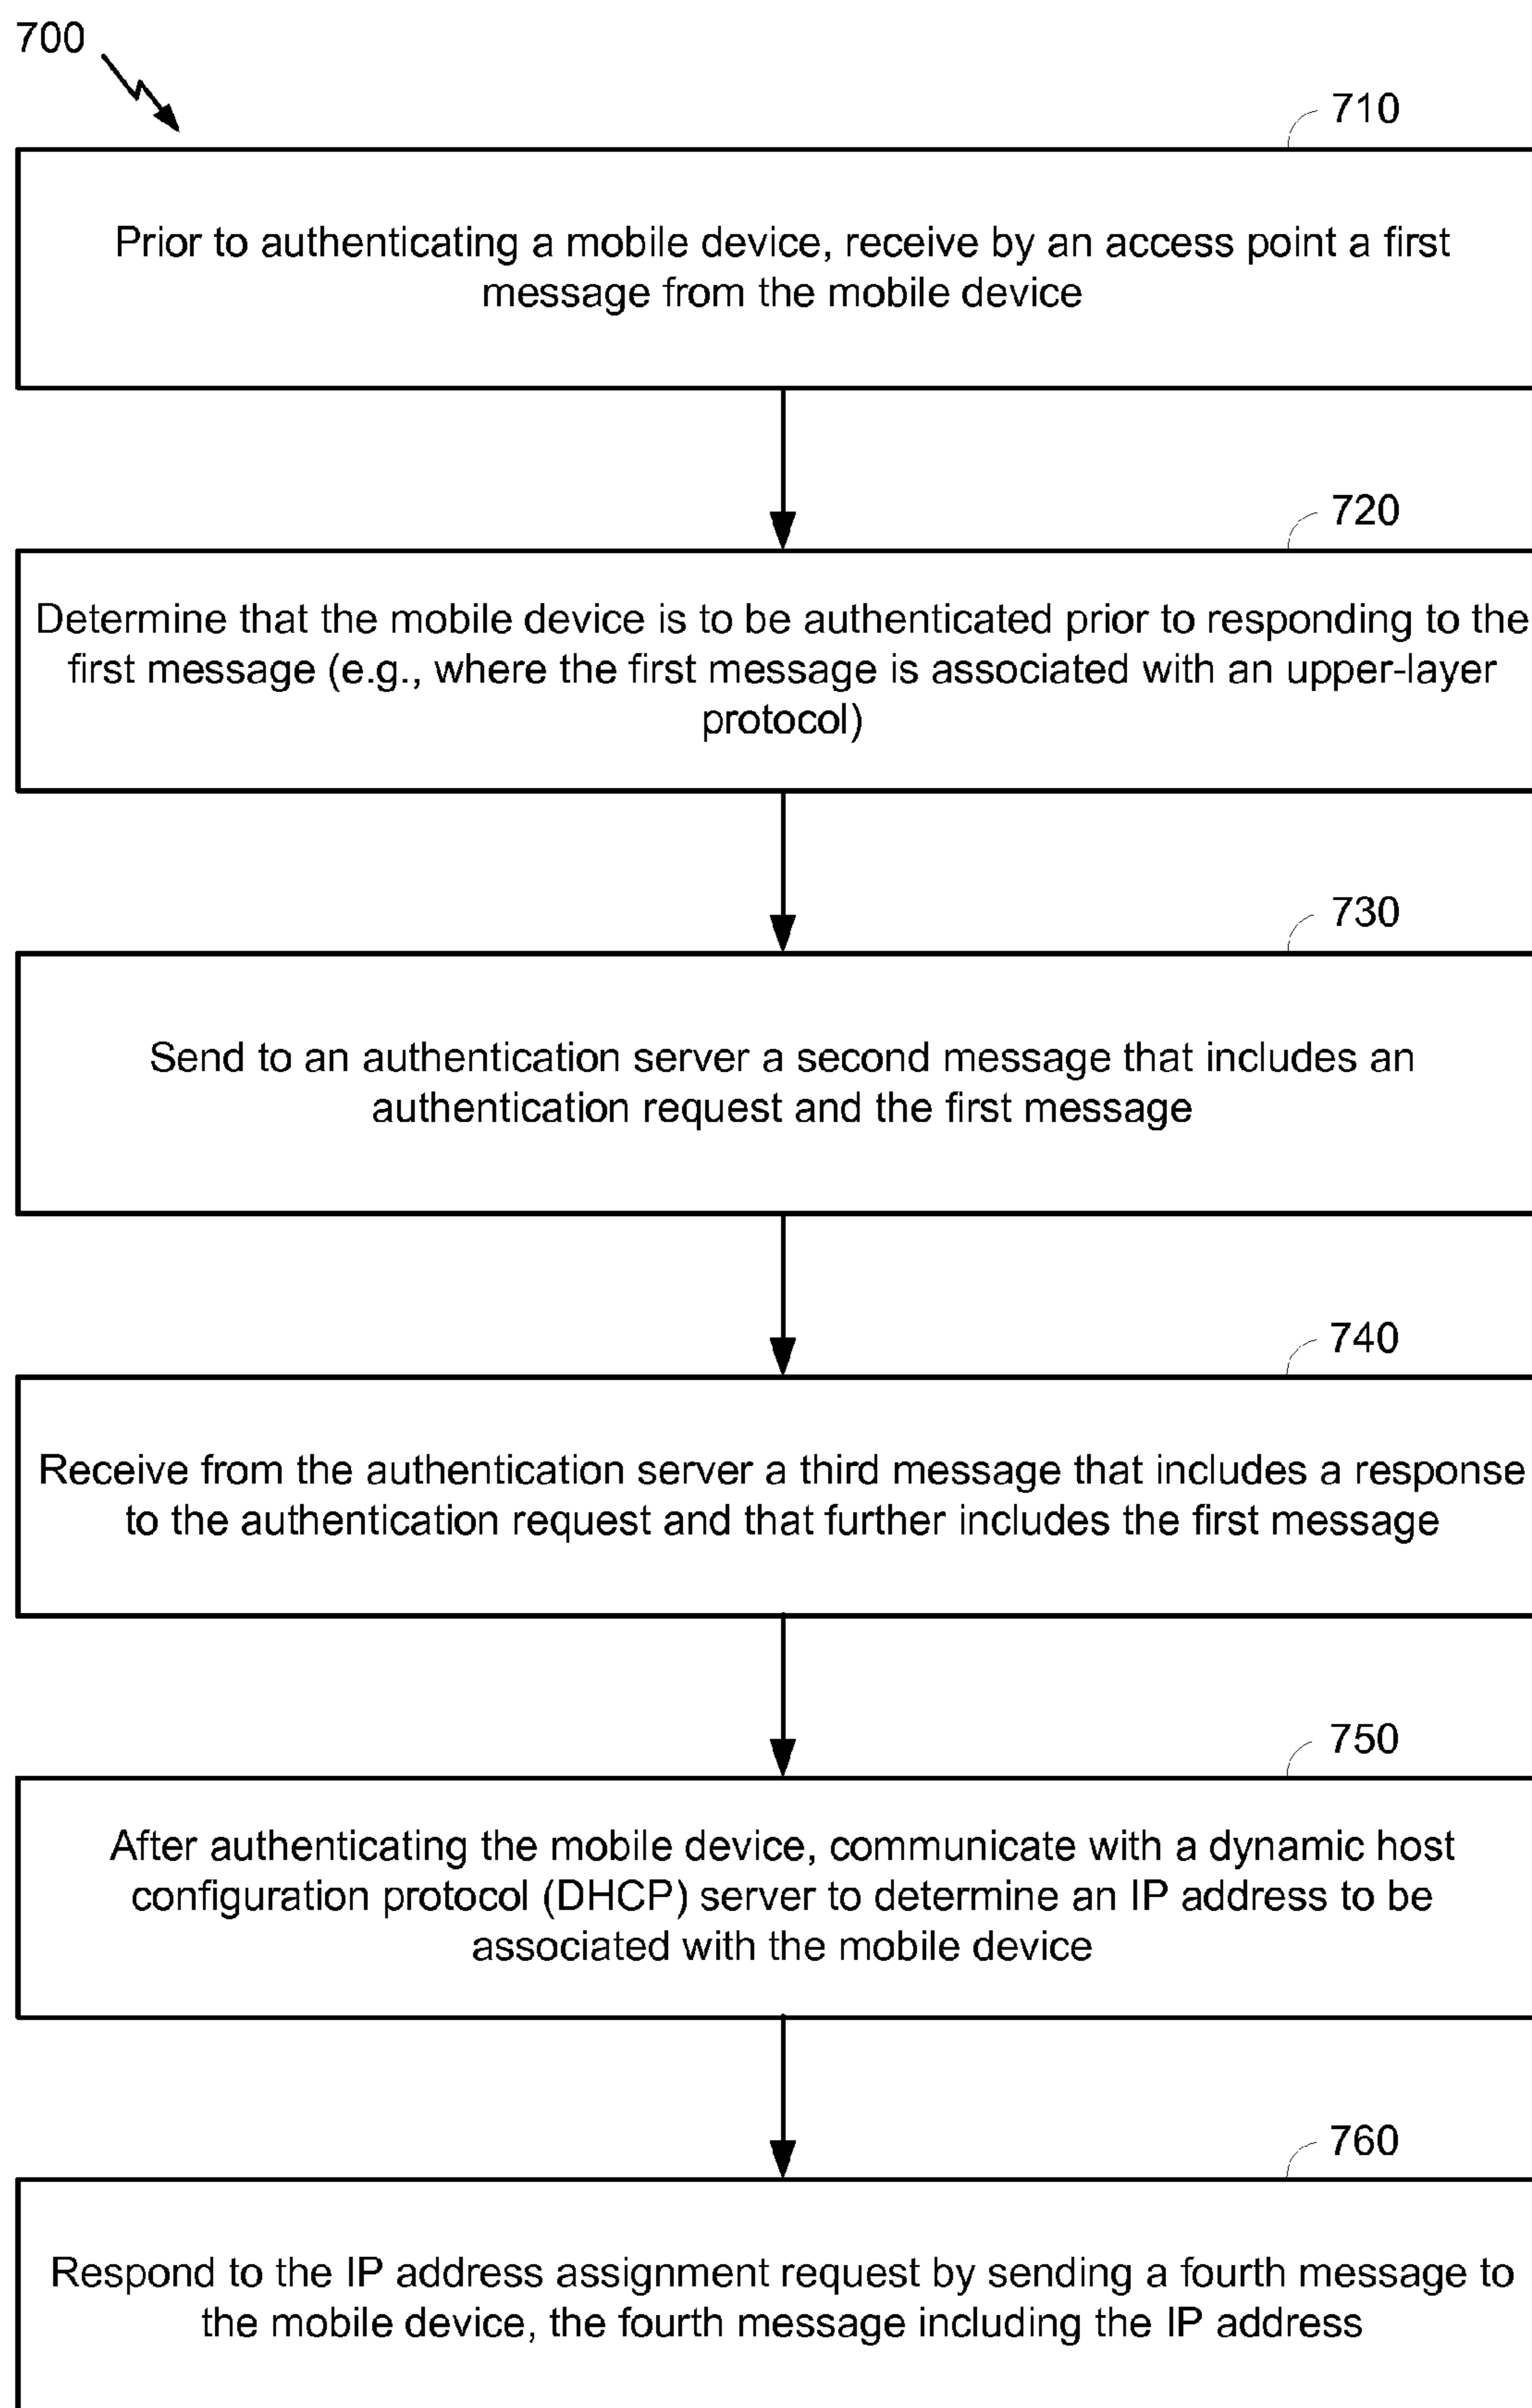 700
710
Prior to authenticating a mobile device, receive by an access point a first
message from the mobile device
720
Determine that the mobile device is to be authenticated prior to responding to the
first message (e.g., where the first message is associated with an upper-layer
protocol)
730
Send to an authentication server a second message that includes an
authentication request and the first message
740
Receive from the authentication server a third message that includes a response
to the authentication request and that further includes the first message
750
After authenticating the mobile device, communicate with a dynamic host
configuration protocol (DHCP) server to determine an IP address to be
associated with the mobile device
760
Respond to the IP address assignment request by sending a fourth message to
the mobile device, the fourth message including the IP address